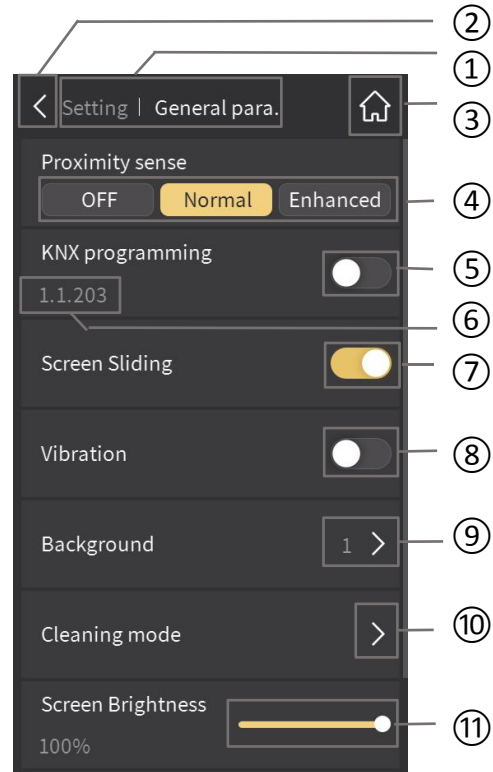 ②
①
Setting | General para.
③
Proximity sense
OFF Normal Enhanced
④
KNX programming
⑤
1.1.203
⑥
Screen Sliding
⑦
Vibration
⑧
Background 1
⑨
Cleaning mode
⑩
Screen Brightness
100%
⑪